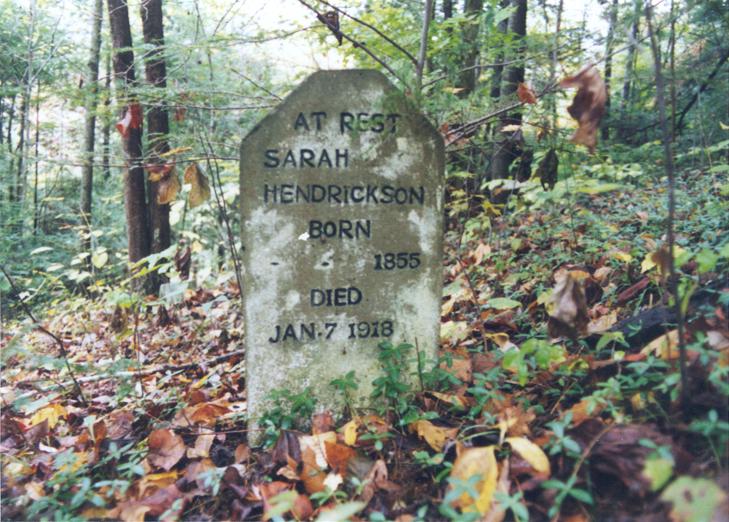 AT REST
SARAH
HENDRICKSON
BORN
- - 1855
DIED
JAN. 7 1918